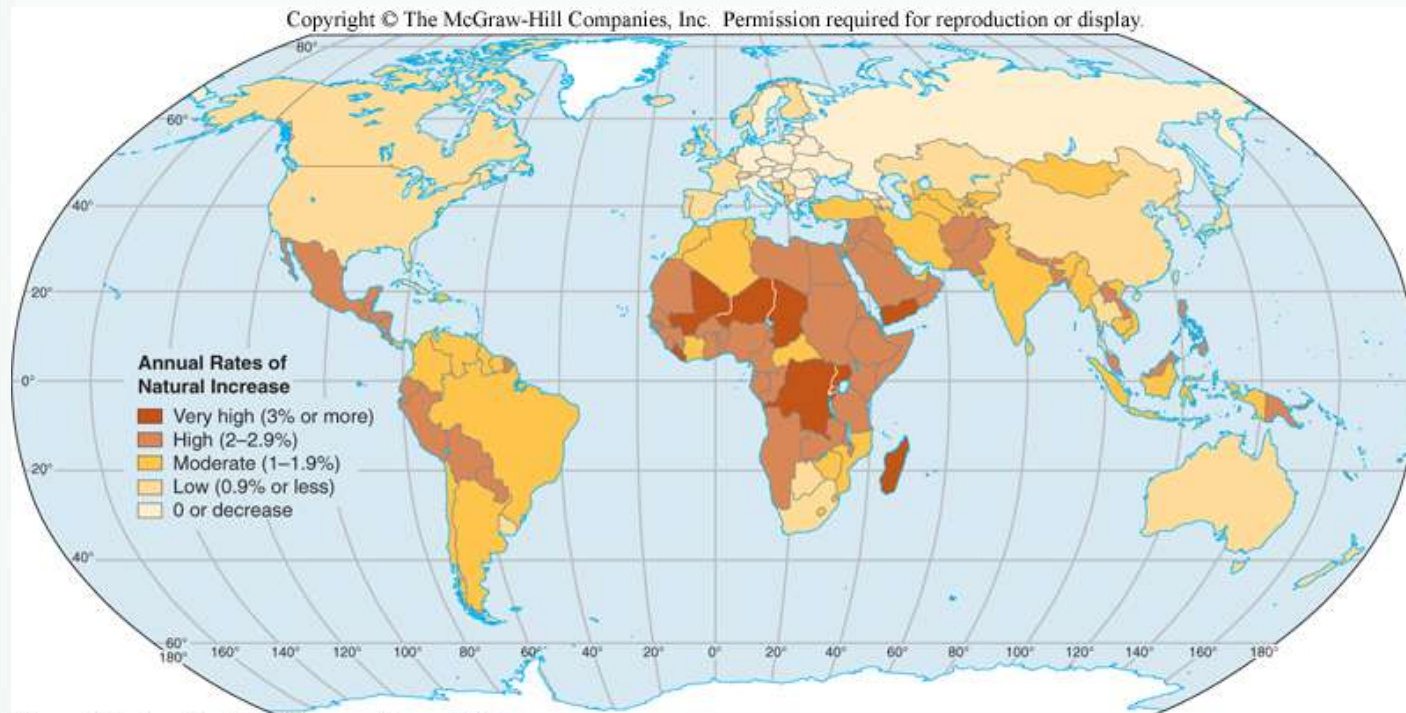 Copyright © The McGraw-Hill Companies, Inc. Permission required for reproduction or display.
80°
60°
40°
20°
0°
20°
40°
60°
Annual Rates of
Natural Increase
Very high (3% or more)
High (2–2.9%)
Moderate (1–1.9%)
Low (0.9% or less)
0 or decrease
180° 160° 140° 120° 100° 80° 60° 40° 20° 0° 20° 40° 60° 80° 100° 120° 140° 160° 180°